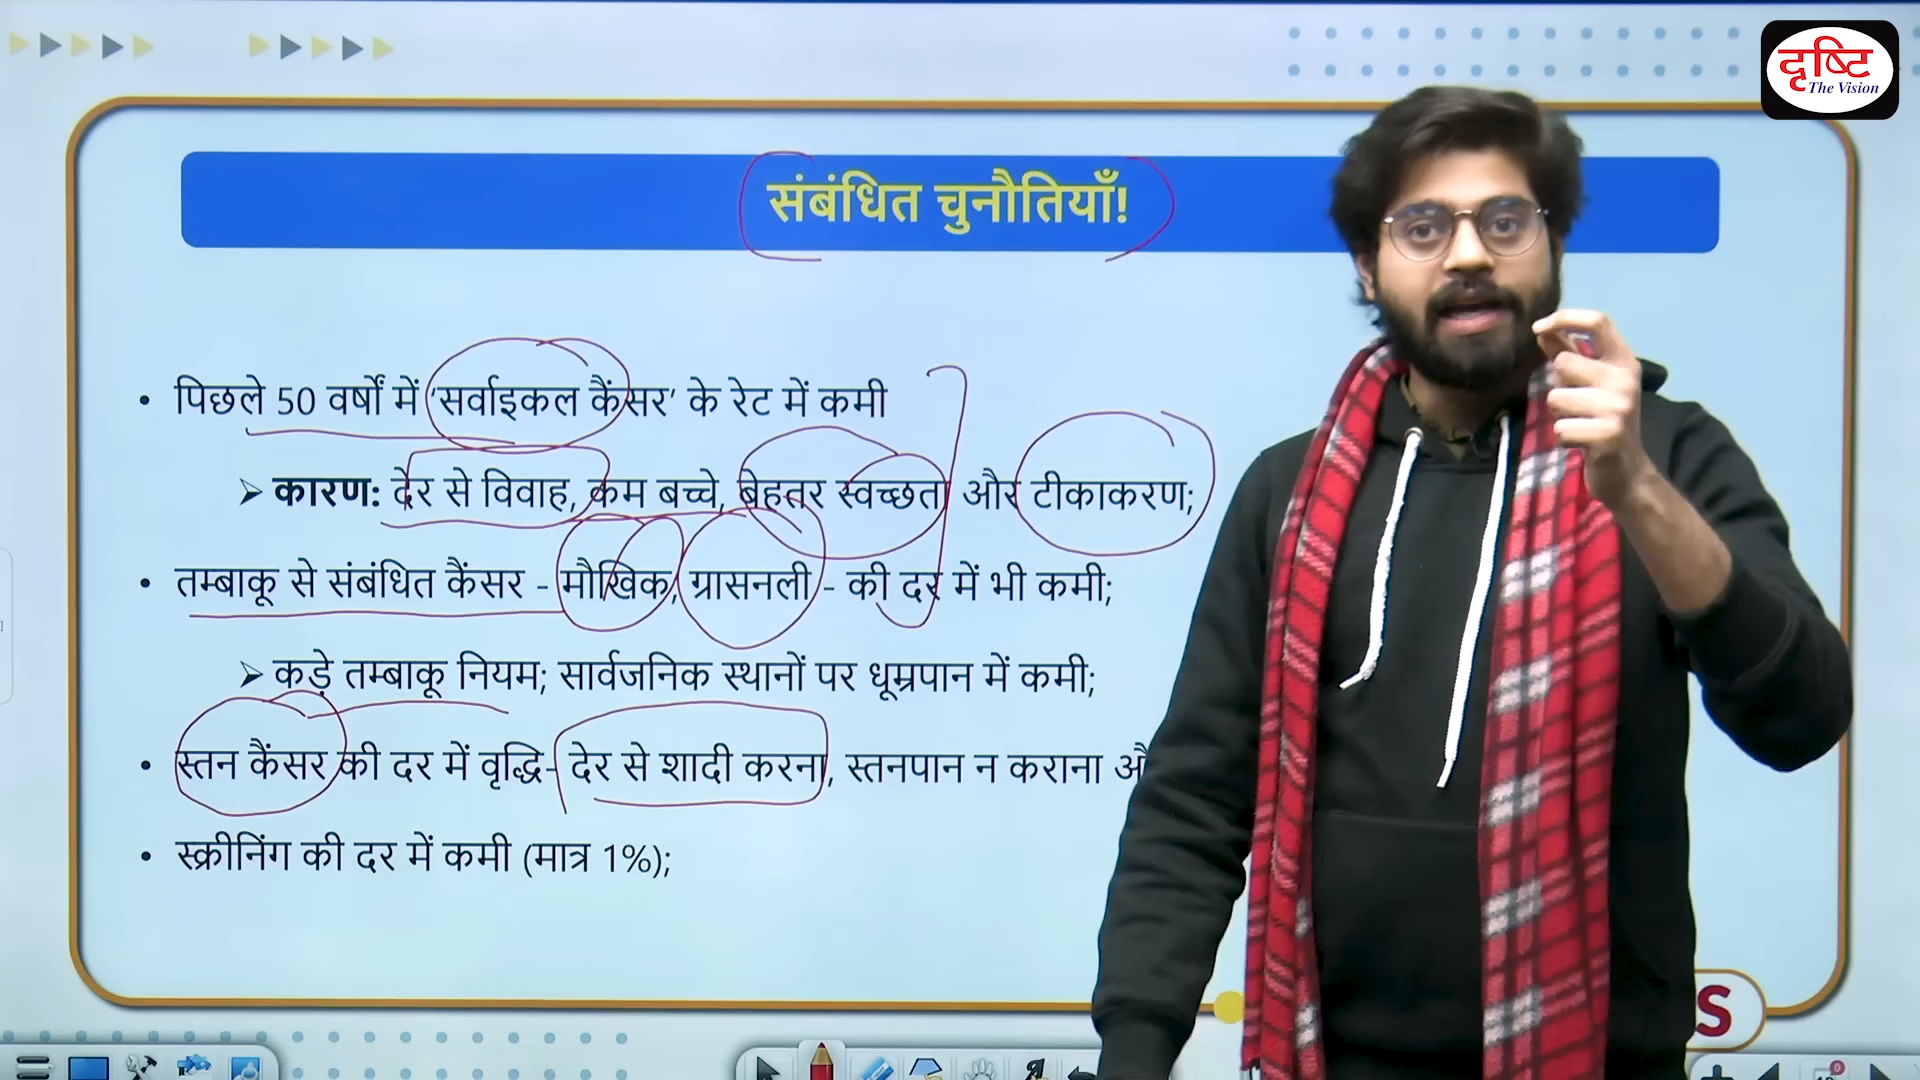 दृष्टि
The Vision
संबंधित चुनौतियाँ!
• पिछले 50 वर्षों में 'सर्वाइकल कैंसर' के रेट में कमी
➢ कारण: देर से विवाह, कम बच्चे, बेहतर स्वच्छता और टीकाकरण;
• तम्बाकू से संबंधित कैंसर - मौखिक, ग्रासनली - की दर में भी कमी;
➢ कड़े तम्बाकू नियम; सार्वजनिक स्थानों पर धूम्रपान में कमी;
• स्तन कैंसर की दर में वृद्धि- देर से शादी करना, स्तनपान न कराना
• स्क्रीनिंग की दर में कमी (मात्र 1%);
S